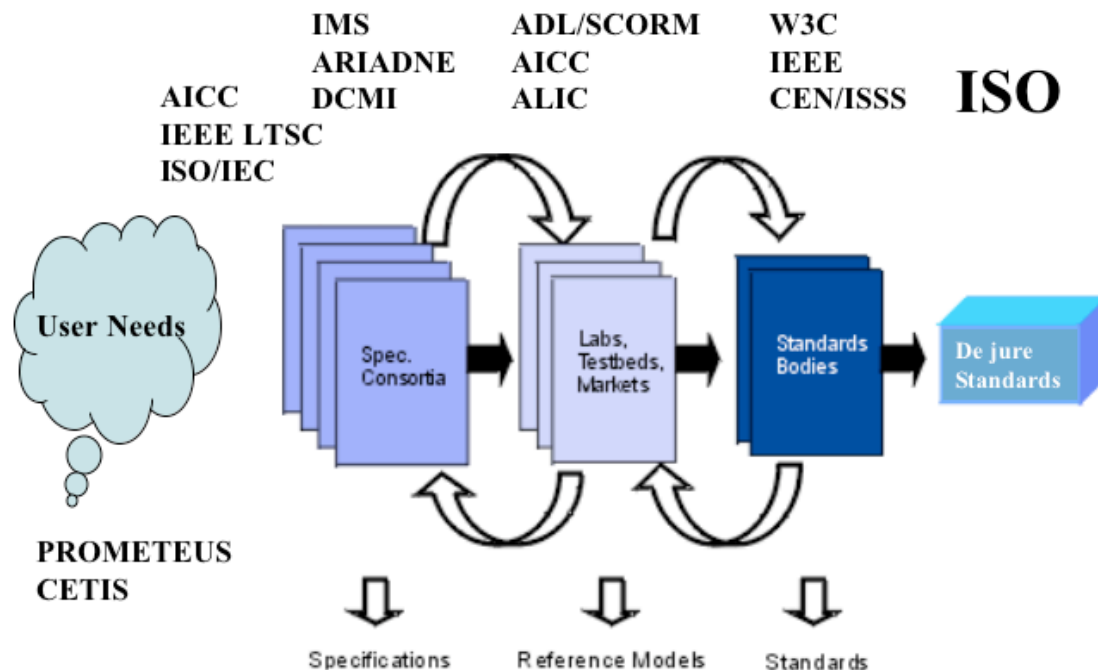 IMS
ARIADNE
DCMI
ADL/SCORM
AICC
ALIC
W3C
IEEE
CEN/ISSS
ISO
AICC
IEEE LTSC
ISO/IEC
User Needs
Spec.
Consortia
Labs,
Testbeds,
Markets
Standards
Bodies
De jure
Standards
PROMETEUS
CETIS
Specifications
Reference Models
Standards